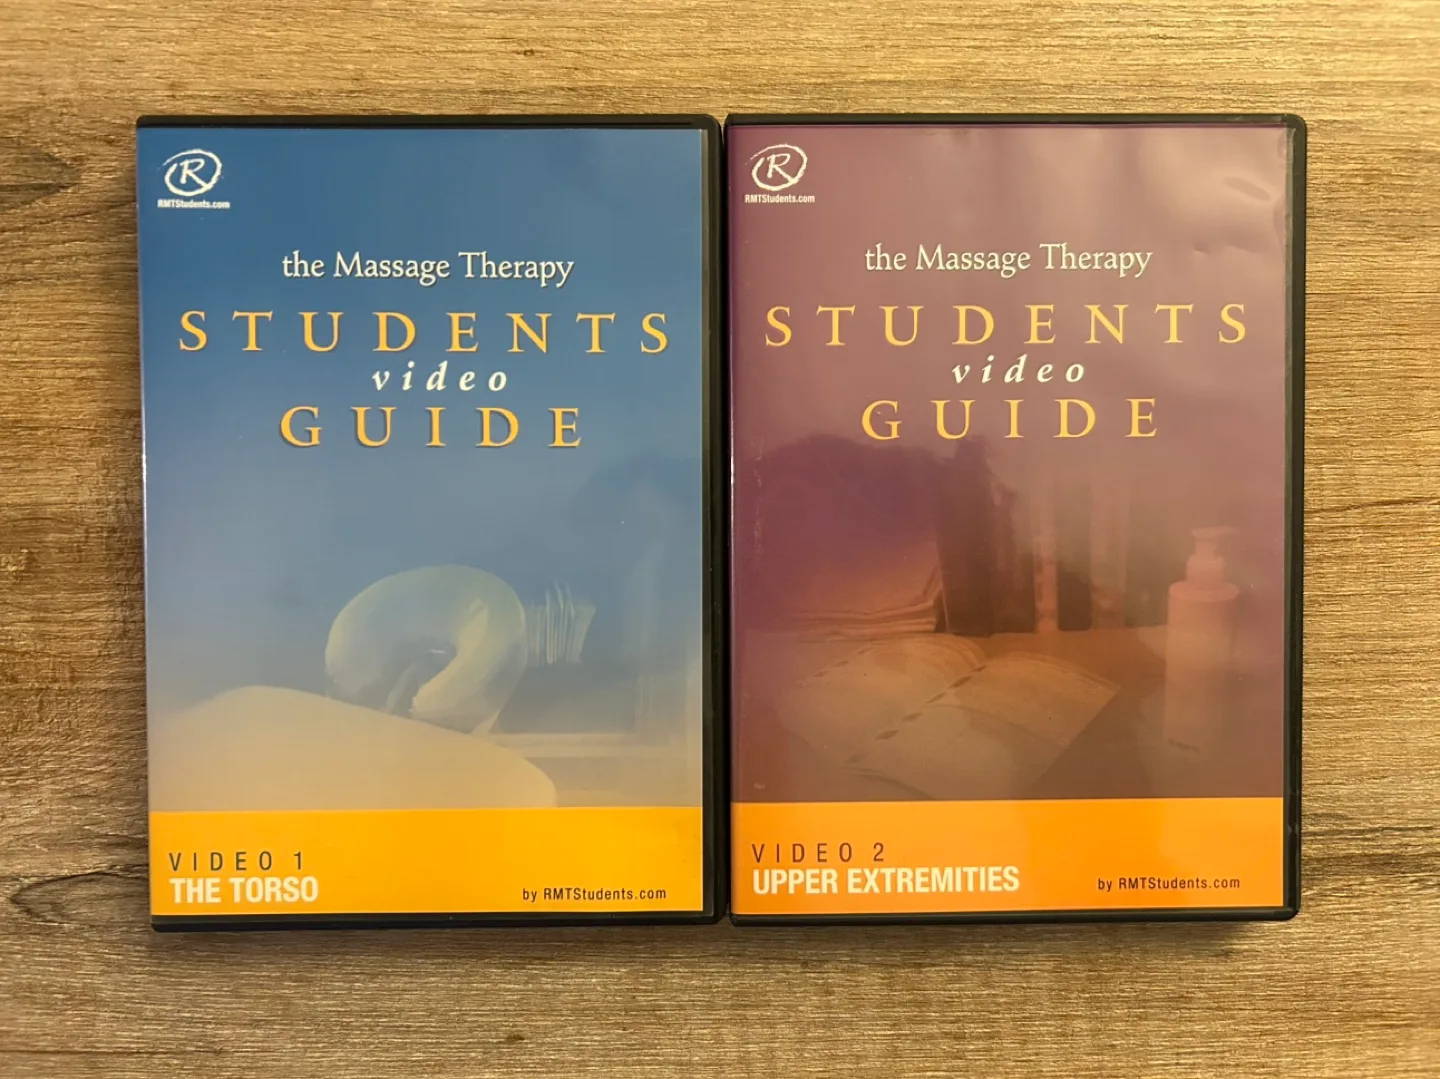 R
RMTStudents.com
the Massage Therapy
STUDENTS
video
GUIDE
VIDEO 1
THE TORSO
by RMTStudents.com
R
RMTStudents.com
the Massage Therapy
STUDENTS
video
GUIDE
VIDEO 2
UPPER EXTREMITIES
by RMTStudents.com